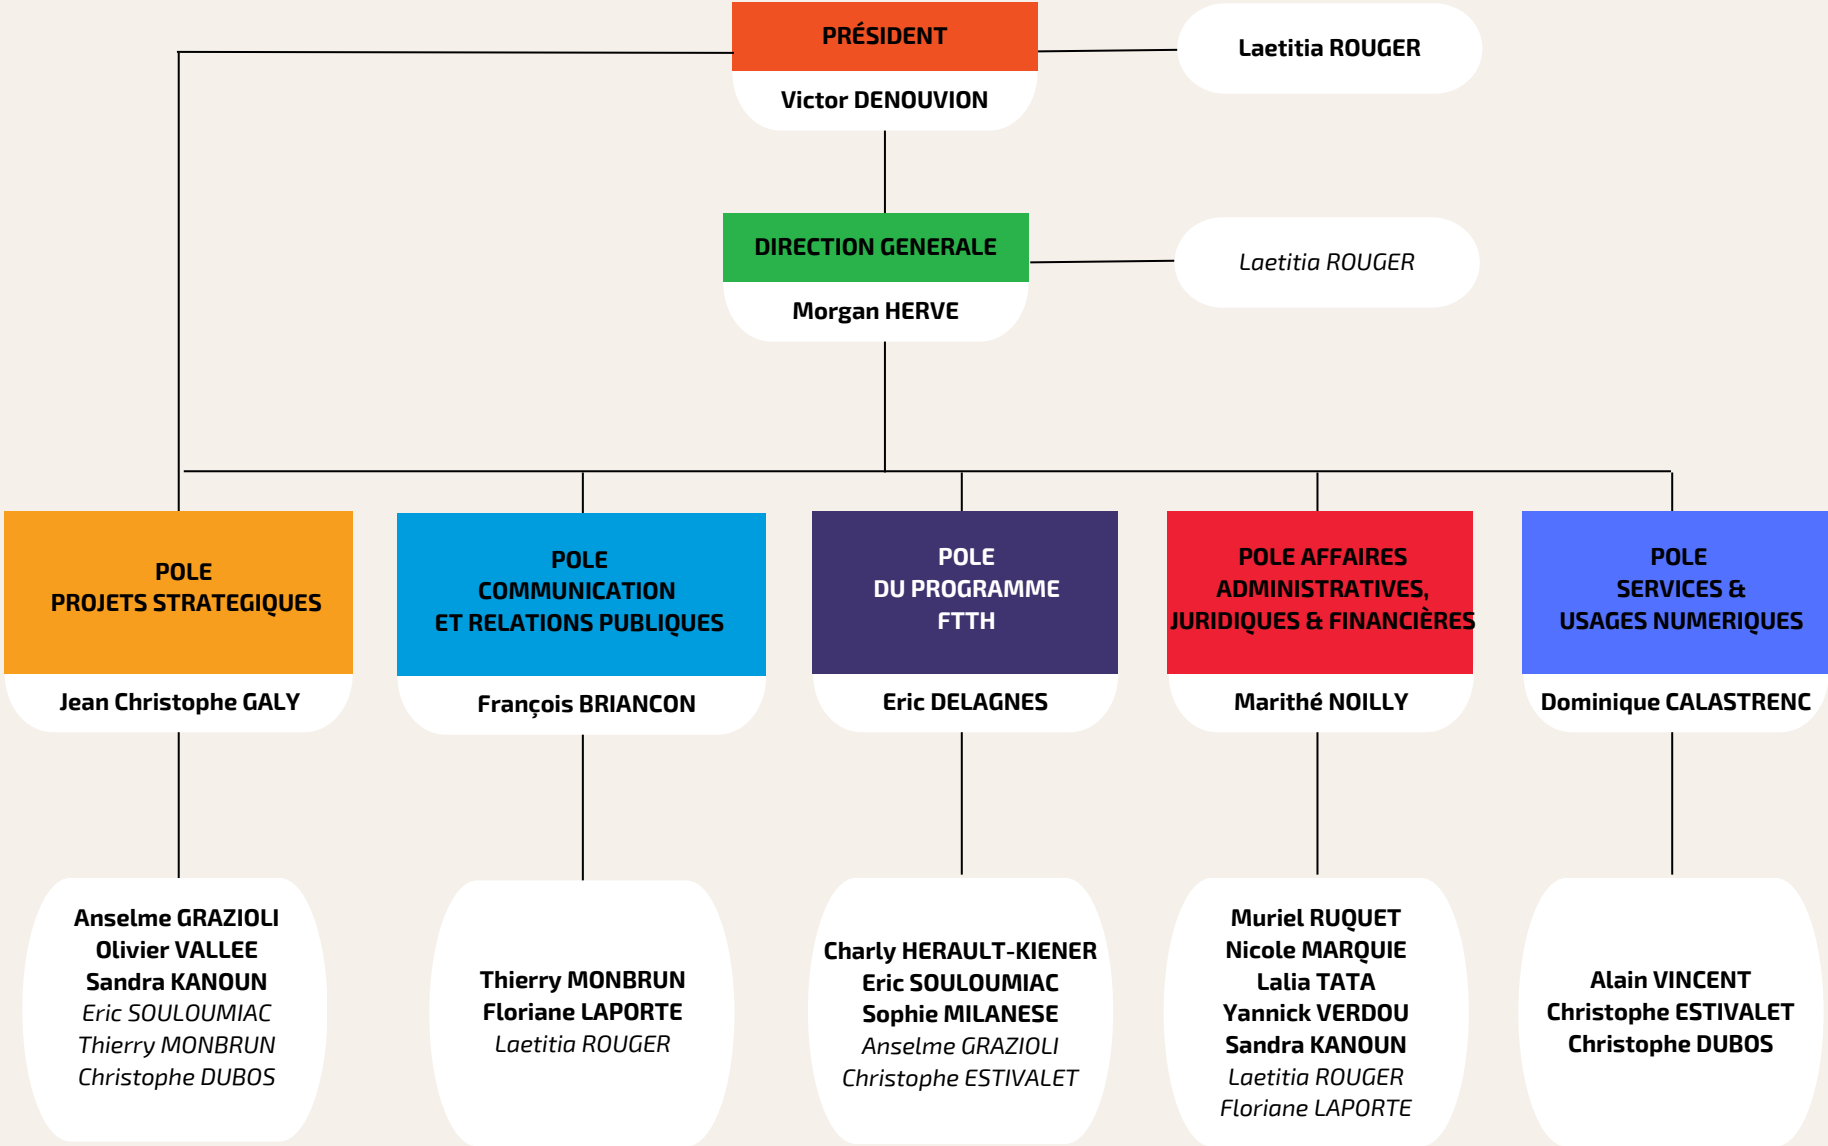 PRÉSIDENT
Victor DENOUVION
Laetitia ROUGER
DIRECTION GENERALE
Morgan HERVE
Laetitia ROUGER
POLE
PROJETS STRATEGIQUES
Jean Christophe GALY
Anselme GRAZIOLI
Olivier VALLEE
Sandra KANOUN
Eric SOULOUMIAC
Thierry MONBRUN
Christophe DUBOS
POLE
COMMUNICATION
ET RELATIONS PUBLIQUES
François BRIANCON
Thierry MONBRUN
Floriane LAPORTE
Laetitia ROUGER
POLE
DU PROGRAMME
FTTH
Eric DELAGNES
Charly HERAULT-KIENER
Eric SOULOUMIAC
Sophie MILANESE
Anselme GRAZIOLI
Christophe ESTIVALET
POLE AFFAIRES
ADMINISTRATIVES,
JURIDIQUES & FINANCIÈRES
Marithé NOILLY
Muriel RUQUET
Nicole MARQUIE
Lalia TATA
Yannick VERDOU
Sandra KANOUN
Laetitia ROUGER
Floriane LAPORTE
POLE
SERVICES &
USAGES NUMERIQUES
Dominique CALASTRENC
Alain VINCENT
Christophe ESTIVALET
Christophe DUBOS